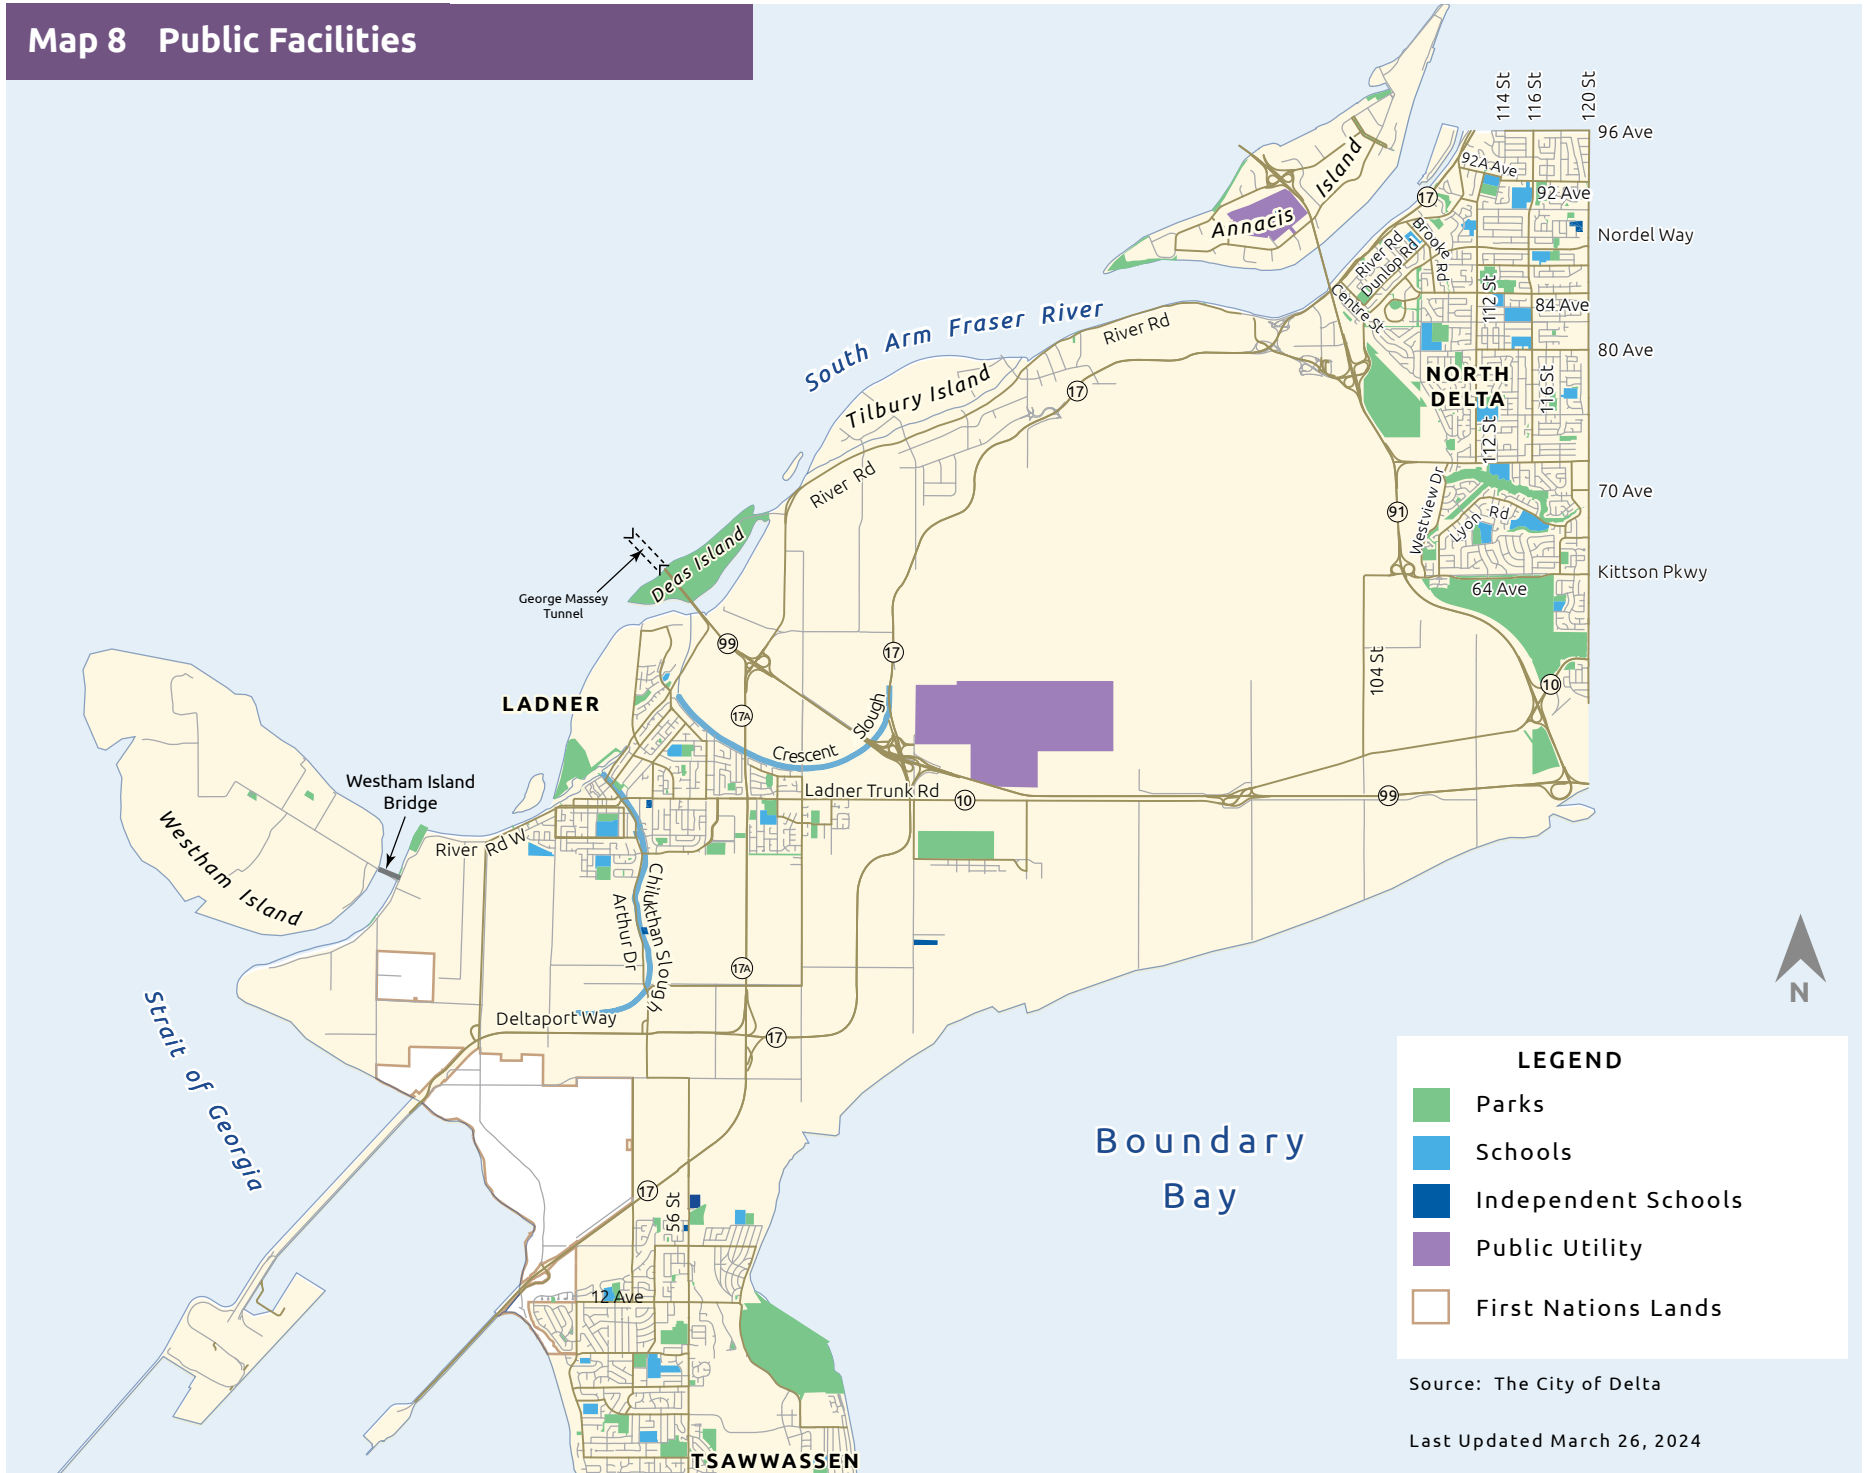 Map 8 Public Facilities
114 St
116 St
120 St
96 Ave
92A Ave
92 Ave
17
Nordel Way
Annacis
Island
River Rd
Dunlop Rd
Brooke
Rd
Centre St
112 St
84 Ave
80 Ave
South Arm Fraser River
River Rd
Tilbury Island
17
NORTH
DELTA
116 St
112 St
River Rd
70 Ave
91
Westview Dr
Lyon Rd
Deas Island
George Massey
Tunnel
Kittson Pkwy
64 Ave
99
17
104 St
10
LADNER
17A
Slough
Crescent
Westham Island
Bridge
Ladner Trunk Rd
10
99
River Rd W
Westham Island
Chilukthan Slough
Arthur Dr
17A
Deltaport Way
17
Strait of Georgia
N
Boundary
Bay
17
56 St
12 Ave
TSAWWASSEN
LEGEND
Parks
Schools
Independent Schools
Public Utility
First Nations Lands
Source: The City of Delta
Last Updated March 26, 2024